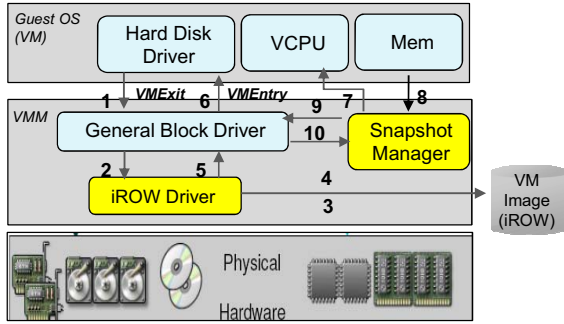 Guest OS
(VM)
Hard Disk
Driver
VCPU
Mem
1
VMExit
6
VMEntry
9
7
8
VMM
General Block Driver
10
Snapshot
Manager
2
5
4
iROW Driver
3
VM
Image
(iROW)
Physical
Hardware